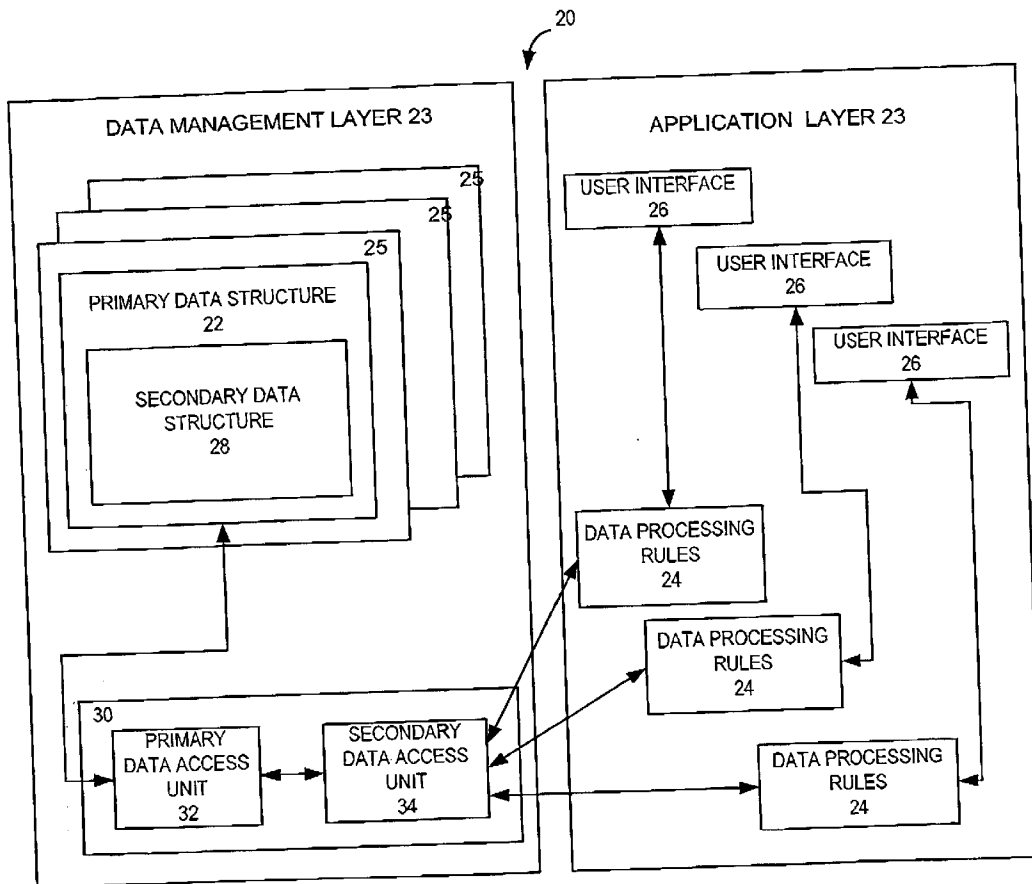 20
DATA MANAGEMENT LAYER 23
25
25
25
PRIMARY DATA STRUCTURE
22
SECONDARY DATA
STRUCTURE
28
30
PRIMARY
DATA ACCESS
UNIT
32
SECONDARY
DATA ACCESS
UNIT
34
APPLICATION LAYER 23
USER INTERFACE
26
USER INTERFACE
26
USER INTERFACE
26
DATA PROCESSING
RULES
24
DATA PROCESSING
RULES
24
DATA PROCESSING
RULES
24